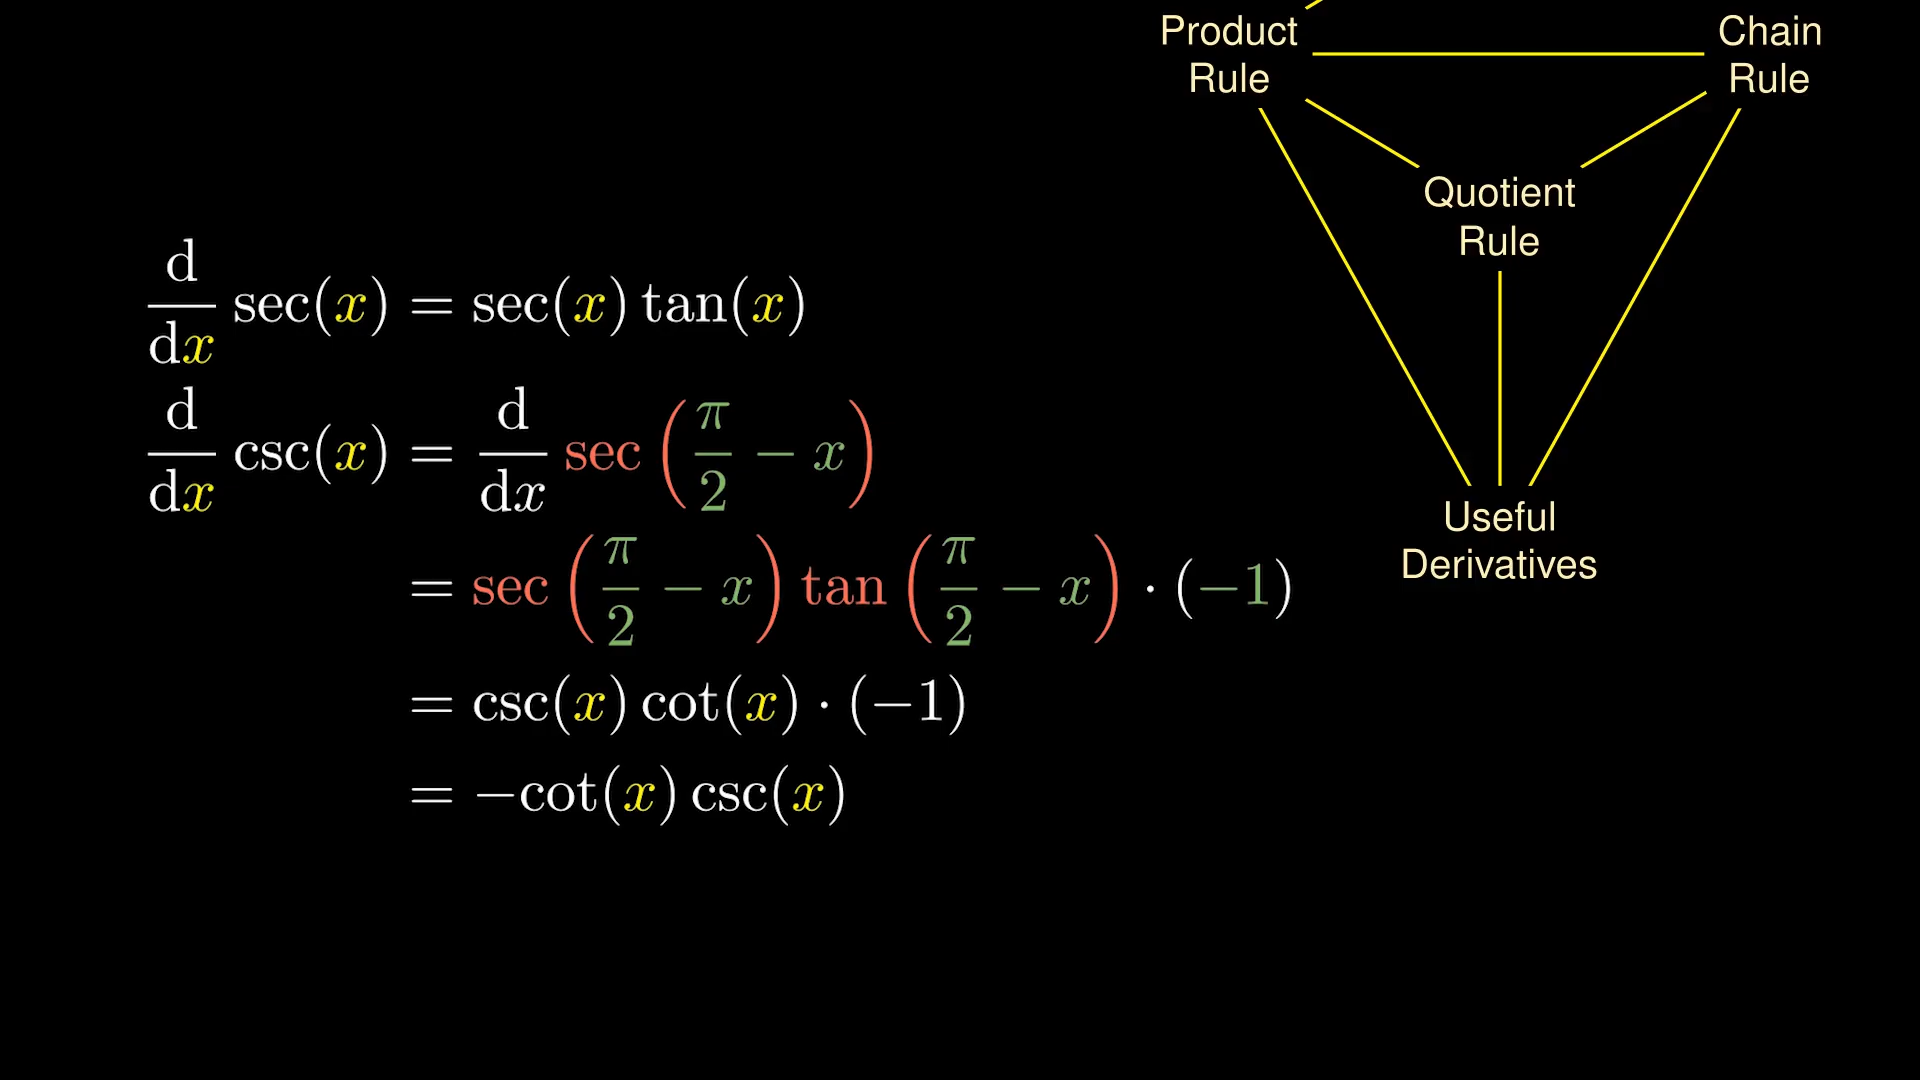 Product
Rule
Chain
Rule
Quotient
Rule
d/dx sec(x) = sec(x) tan(x)
d/dx csc(x) = d/dx sec(π/2 − x)
= sec(π/2 − x) tan(π/2 − x) · (−1)
Useful
Derivatives
= csc(x) cot(x) · (−1)
= −cot(x) csc(x)